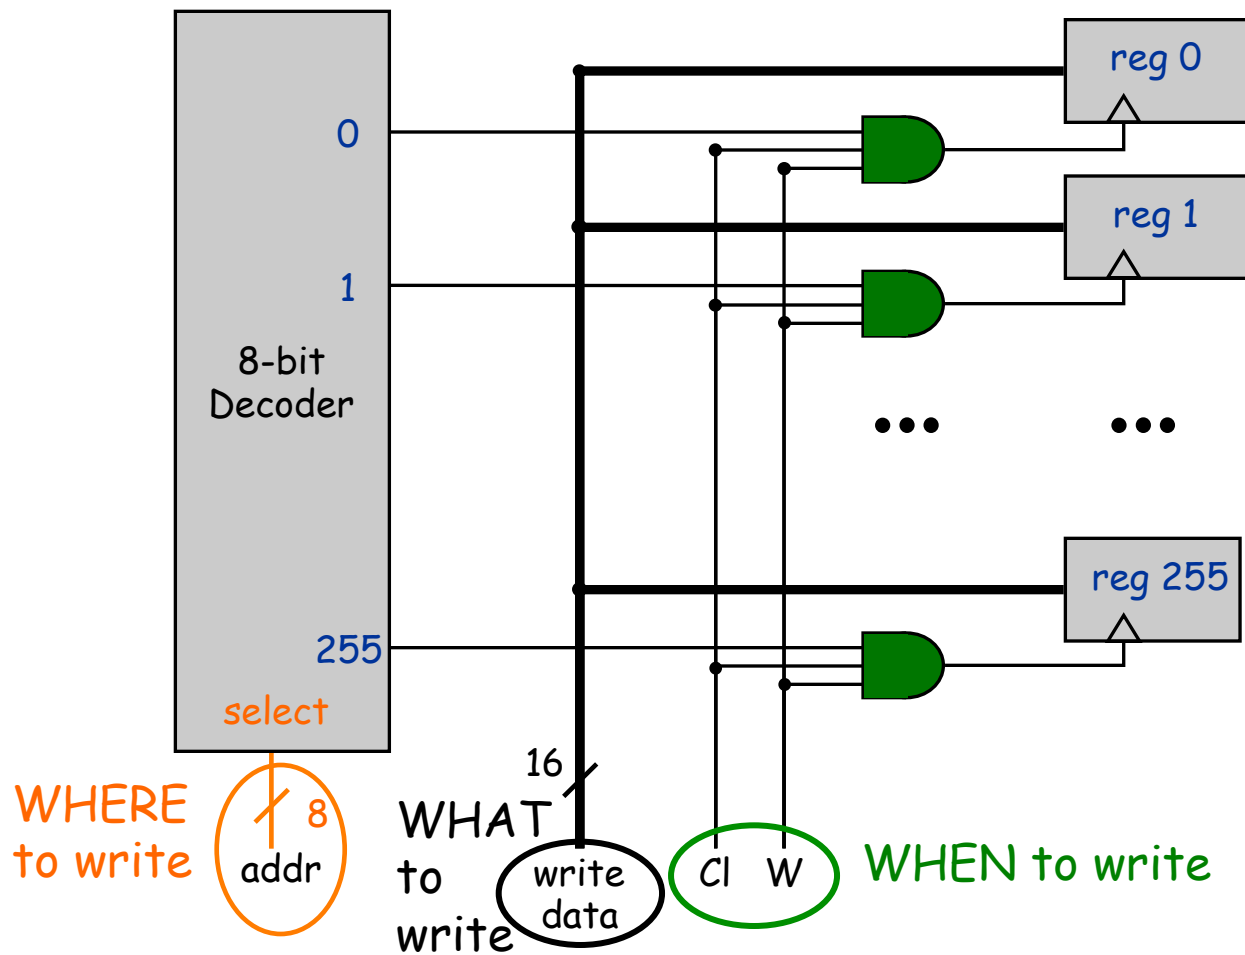 reg 0
0
reg 1
1
8-bit
Decoder
reg 255
255
select
16
WHERE
to write
8
addr
WHAT
to
write
write
data
Cl
W
WHEN to write